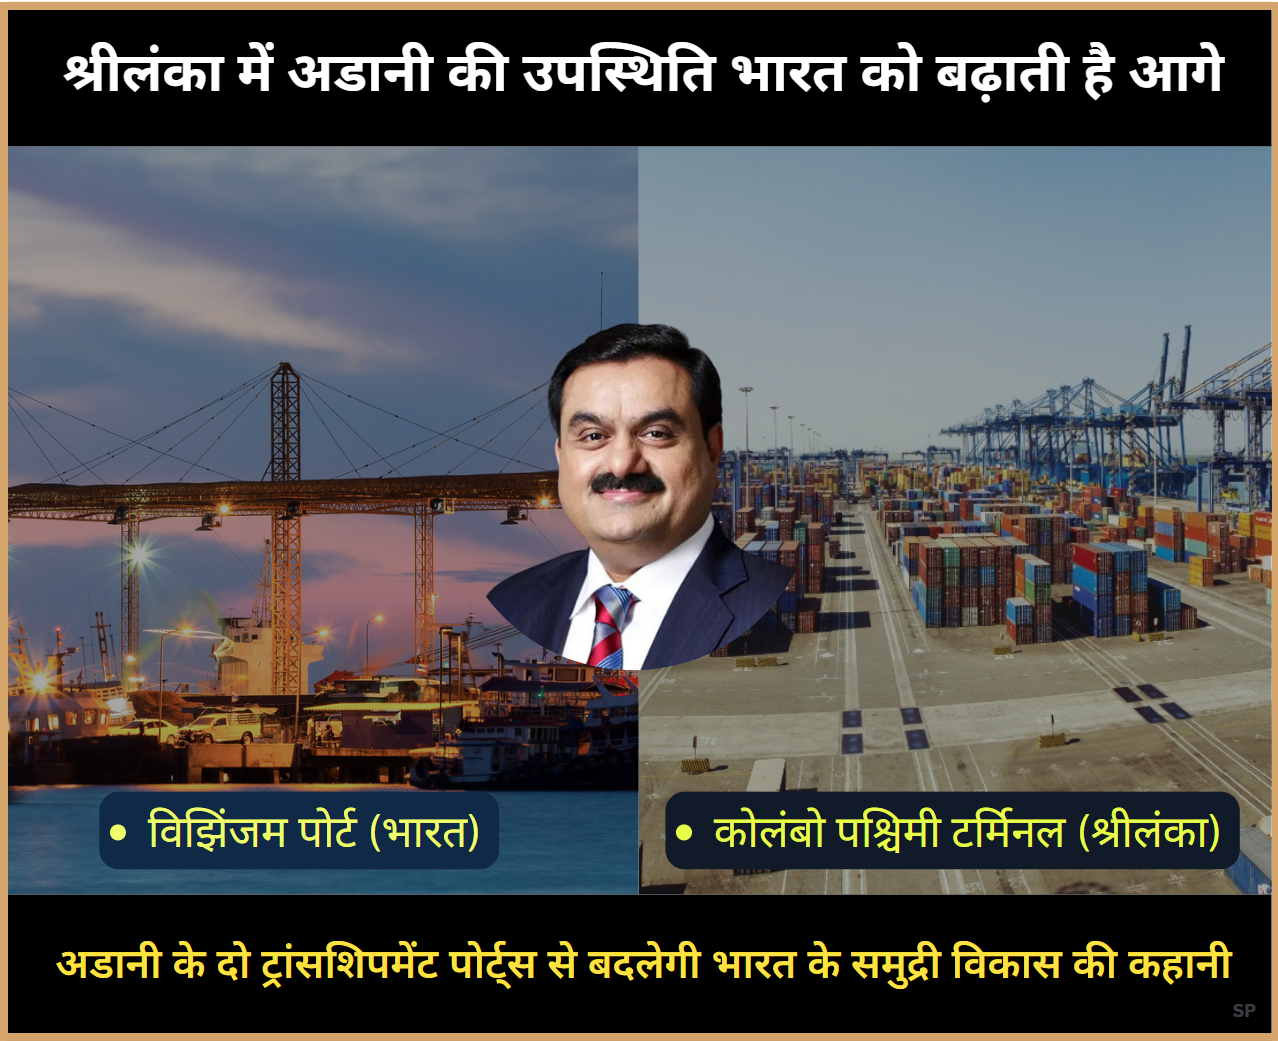 श्रीलंका में अडानी की उपस्थिति भारत को बढ़ाती है आगे
• विझिंजम पोर्ट (भारत)
• कोलंबो पश्चिमी टर्मिनल (श्रीलंका)
अडानी के दो ट्रांसशिपमेंट पोर्ट्स से बदलेगी भारत के समुद्री विकास की कहानी
SP